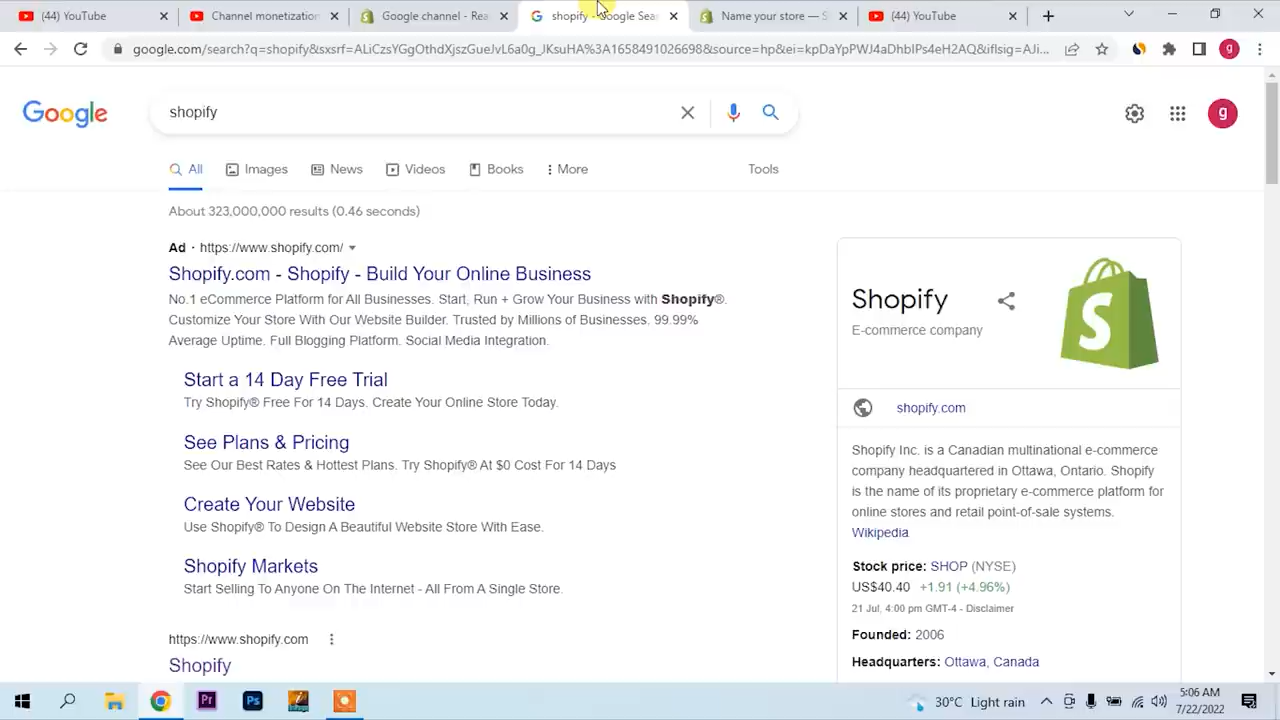 (44) YouTube
Channel monetization
Google channel - Rea
shopify - Google Sear
Name your store — S
(44) YouTube
google.com/search?q=shopify&sxsrf=ALiCzsYGgOthdXjszGueJvL6a0g_JKsuHA%3A1658491026698&source=hp&ei=kpDaYpPWJ4aDhbIPs4eH2AQ&iflsig=AJi...
g
Google
shopify
g
All
Images
News
Videos
Books
More
Tools
About 323,000,000 results (0.46 seconds)
Ad · https://www.shopify.com/
Shopify.com - Shopify - Build Your Online Business
No.1 eCommerce Platform for All Businesses. Start, Run + Grow Your Business with Shopify®.
Customize Your Store With Our Website Builder. Trusted by Millions of Businesses. 99.99%
Average Uptime. Full Blogging Platform. Social Media Integration.
Start a 14 Day Free Trial
Try Shopify® Free For 14 Days. Create Your Online Store Today.
See Plans & Pricing
See Our Best Rates & Hottest Plans. Try Shopify® At $0 Cost For 14 Days
Create Your Website
Use Shopify® To Design A Beautiful Website Store With Ease.
Shopify Markets
Start Selling To Anyone On The Internet - All From A Single Store.
https://www.shopify.com
Shopify
Shopify
E-commerce company
S
shopify.com
Shopify Inc. is a Canadian multinational e-commerce
company headquartered in Ottawa, Ontario. Shopify
is the name of its proprietary e-commerce platform for
online stores and retail point-of-sale systems.
Wikipedia
Stock price: SHOP (NYSE)
US$40.40 +1.91 (+4.96%)
21 Jul, 4:00 pm GMT-4 - Disclaimer
Founded: 2006
Headquarters: Ottawa, Canada
Pr
Ps
30°C Light rain
5:06 AM
7/22/2022